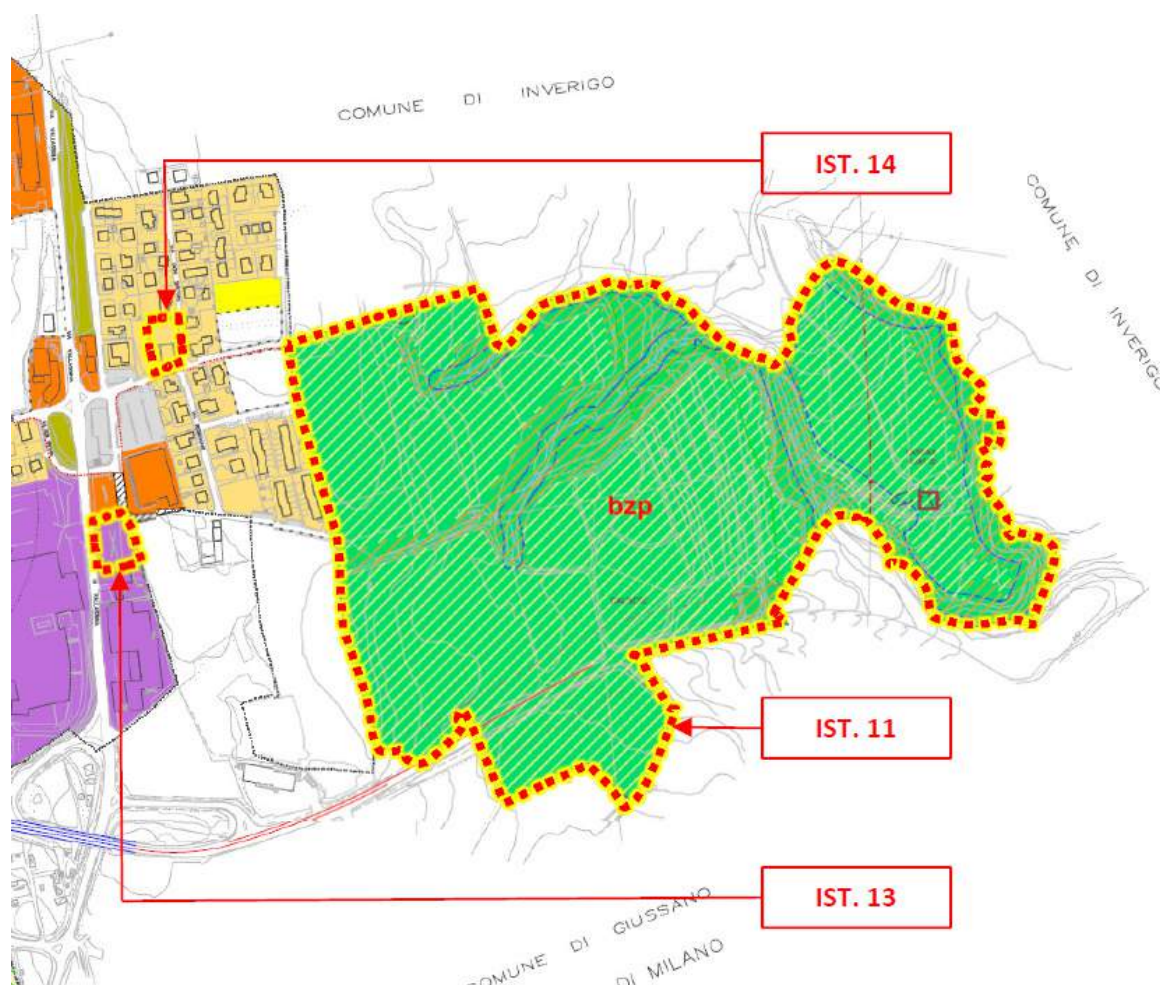 COMUNE DI INVERIGO
IST. 14
COMUNE DI INVERIGO
bzp
IST. 11
IST. 13
COMUNE DI GIUSSANO
DI MILANO